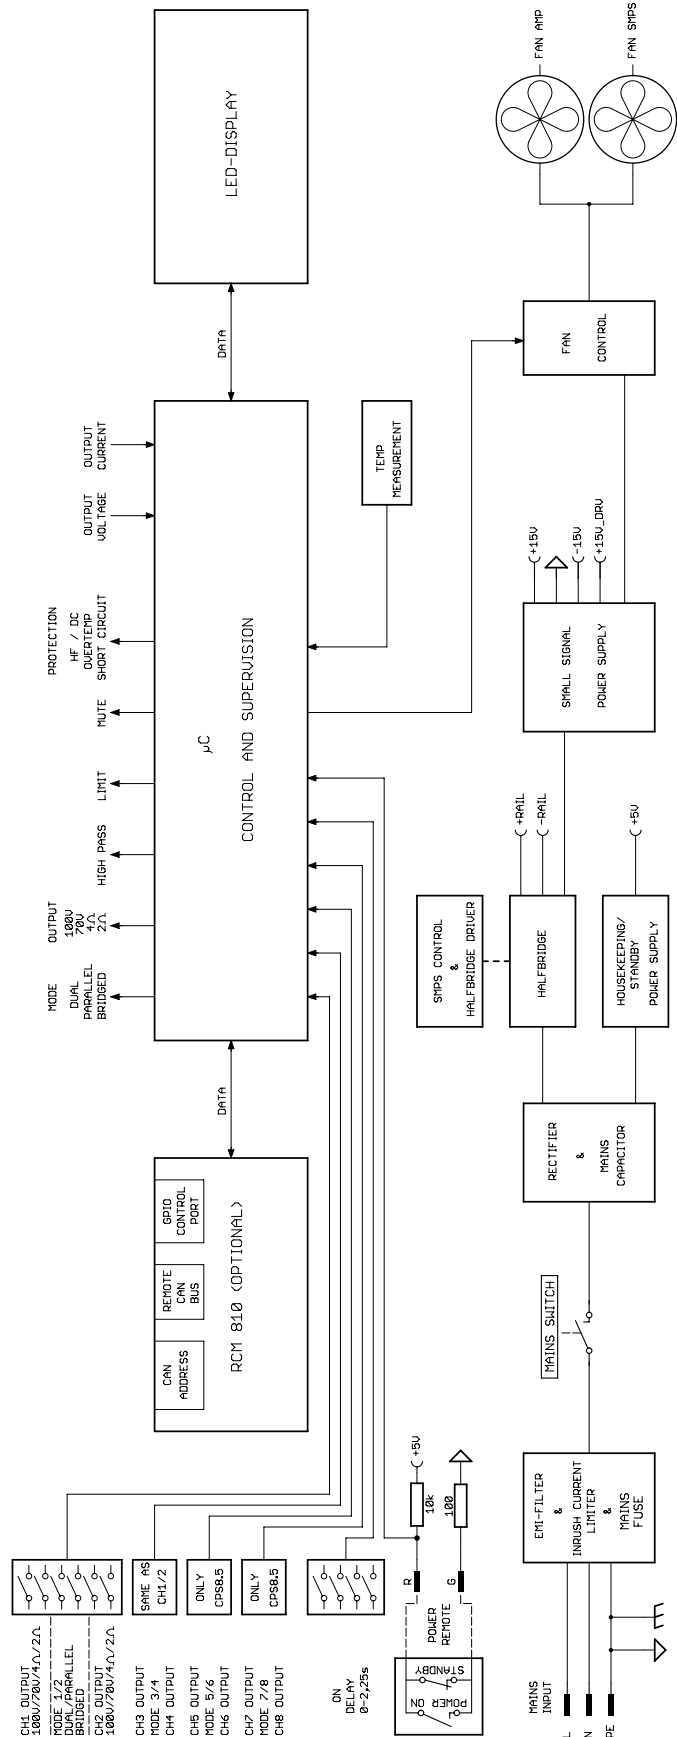 LED-DISPLAY
FAN AMP
FAN SMPS
DATA
FAN
CONTROL
OUTPUT
CURRENT
OUTPUT
VOLTAGE
TEMP
MEASUREMENT
PROTECTION
HF / DC
OVERTEMP
SHORT CIRCUIT
MUTE
LIMIT
HIGH PASS
OUTPUT
100V
70V
4Ω
2Ω
MODE
DUAL
PARALLEL
BRIDGED
µC
CONTROL AND SUPERVISION
+15V
-15V
+15V_DRV
SMALL SIGNAL
POWER SUPPLY
+RAIL
-RAIL
+5V
SMPS CONTROL
&
HALFBRIDGE DRIVER
HALFBRIDGE
HOUSEKEEPING/
STANDBY
POWER SUPPLY
DATA
RECTIFIER
&
MAINS
CAPACITOR
GPIO
CONTROL
PORT
REMOTE
CAN
BUS
CAN
ADDRESS
RCM 810 (OPTIONAL)
MAINS SWITCH
+5V
10k
100
EMI-FILTER
&
INRUSH CURRENT
LIMITER
&
MAINS
FUSE
SAME AS
CH1/2
ONLY
CPS8.5
ONLY
CPS8.5
R
G
POWER
REMOTE
CH1 OUTPUT
100V/70V/4Ω/2Ω
MODE 1/2
DUAL/PARALLEL
BRIDGED
CH2 OUTPUT
100V/70V/4Ω/2Ω
CH3 OUTPUT
MODE 3/4
CH4 OUTPUT
CH5 OUTPUT
MODE 5/6
CH6 OUTPUT
CH7 OUTPUT
MODE 7/8
CH8 OUTPUT
ON
DELAY
0-2,25s
POWER ON
STANDBY
MAINS
INPUT
L
N
PE